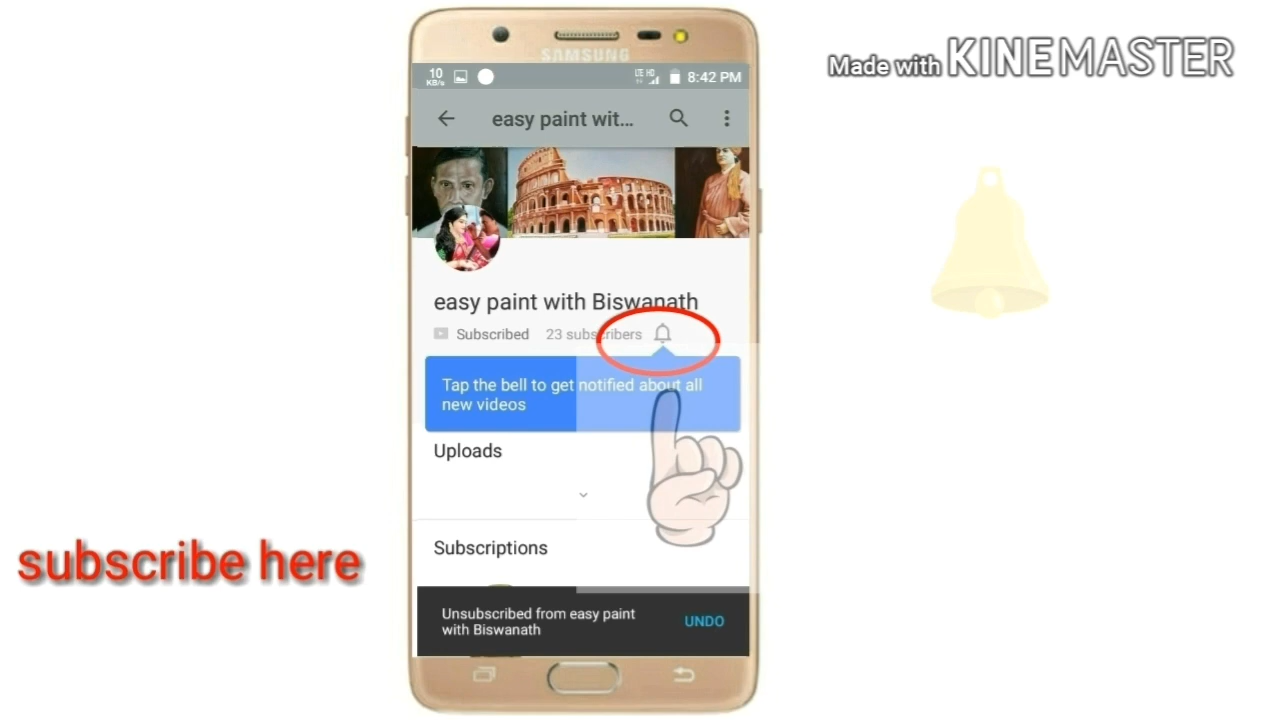 Made with KINEMASTER
SAMSUNG
10
KB/s
LTE HD
8:42 PM
easy paint wit...
easy paint with Biswanath
Subscribed 23 subscribers
Tap the bell to get notified about all
new videos
Uploads
Subscriptions
subscribe here
Unsubscribed from easy paint
with Biswanath
UNDO